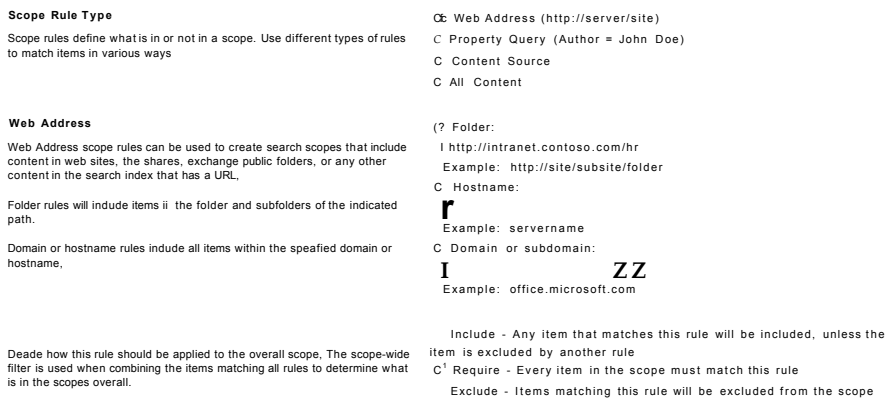 Scope Rule Type
Scope rules define what is in or not in a scope. Use different types of rules
to match items in various ways
Œc Web Address (http://server/site)
C Property Query (Author = John Doe)
C Content Source
C All Content
Web Address
Web Address scope rules can be used to create search scopes that include
content in web sites, the shares, exchange public folders, or any other
content in the search index that has a URL,
Folder rules will indude items ii the folder and subfolders of the indicated
path.
Domain or hostname rules indude all items within the speafied domain or
hostname,
(? Folder:
I http://intranet.contoso.com/hr
Example: http://site/subsite/folder
C Hostname:
r
Example: servername
C Domain or subdomain:
I ZZ
Example: office.microsoft.com
Deade how this rule should be applied to the overall scope, The scope-wide
filter is used when combining the items matching all rules to determine what
is in the scopes overall.
Include - Any item that matches this rule will be included, unless the
item is excluded by another rule
C¹ Require - Every item in the scope must match this rule
Exclude - Items matching this rule will be excluded from the scope